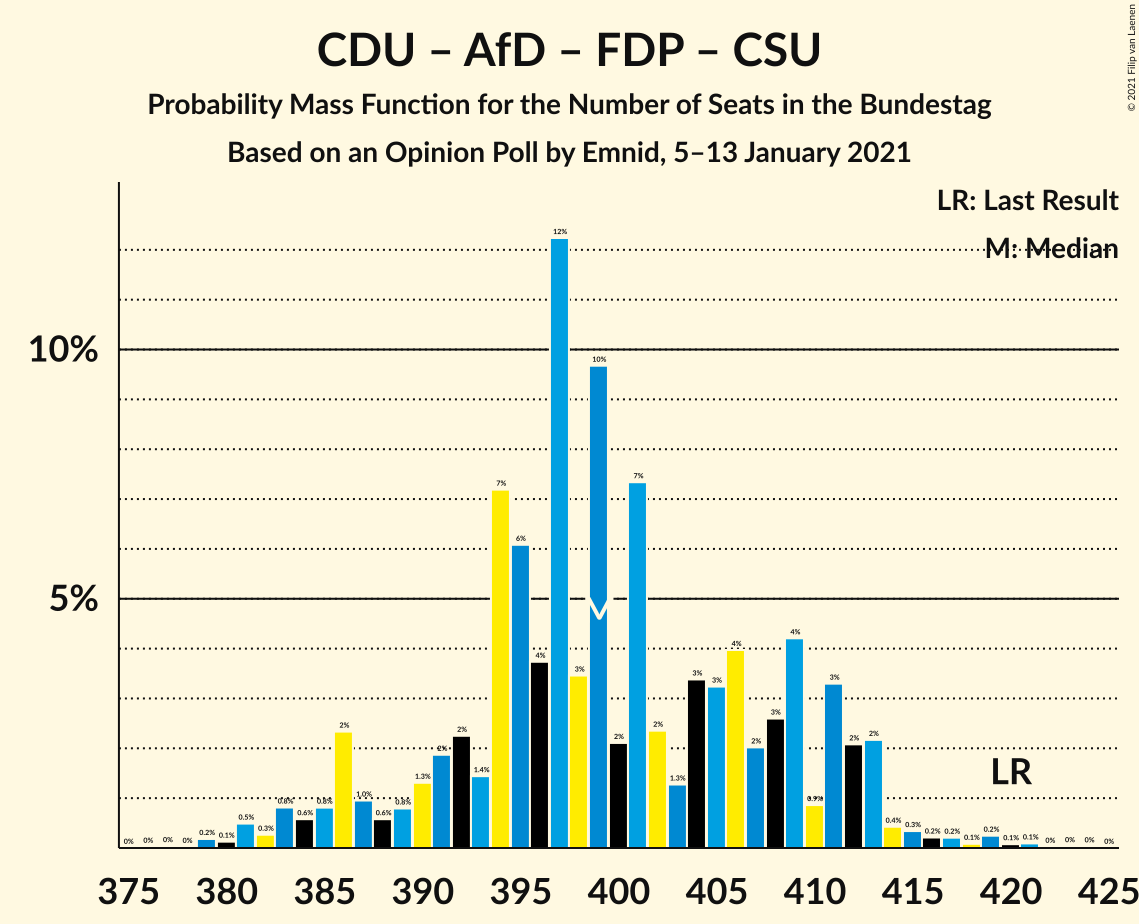 CDU – AfD – FDP – CSU
Probability Mass Function for the Number of Seats in the Bundestag
Based on an Opinion Poll by Emnid, 5–13 January 2021
© 2021 Filip van Laenen
LR: Last Result
M: Median
10%
5%
0% 0% 0% 0% 0.2% 0.1% 0.5% 0.3% 0.8% 0.6% 0.8% 2% 1.0% 0.6% 0.8% 1.3% 2% 2% 1.4% 7% 6% 4% 12% 3% 10% 2% 7% 2% 1.3% 3% 3% 4% 2% 3% 4% 0.9% 3% 2% 2% 0.4% 0.3% 0.2% 0.2% 0.1% 0.2% 0.1% 0.1% 0% 0% 0% 0%
LR
375 380 385 390 395 400 405 410 415 420 425